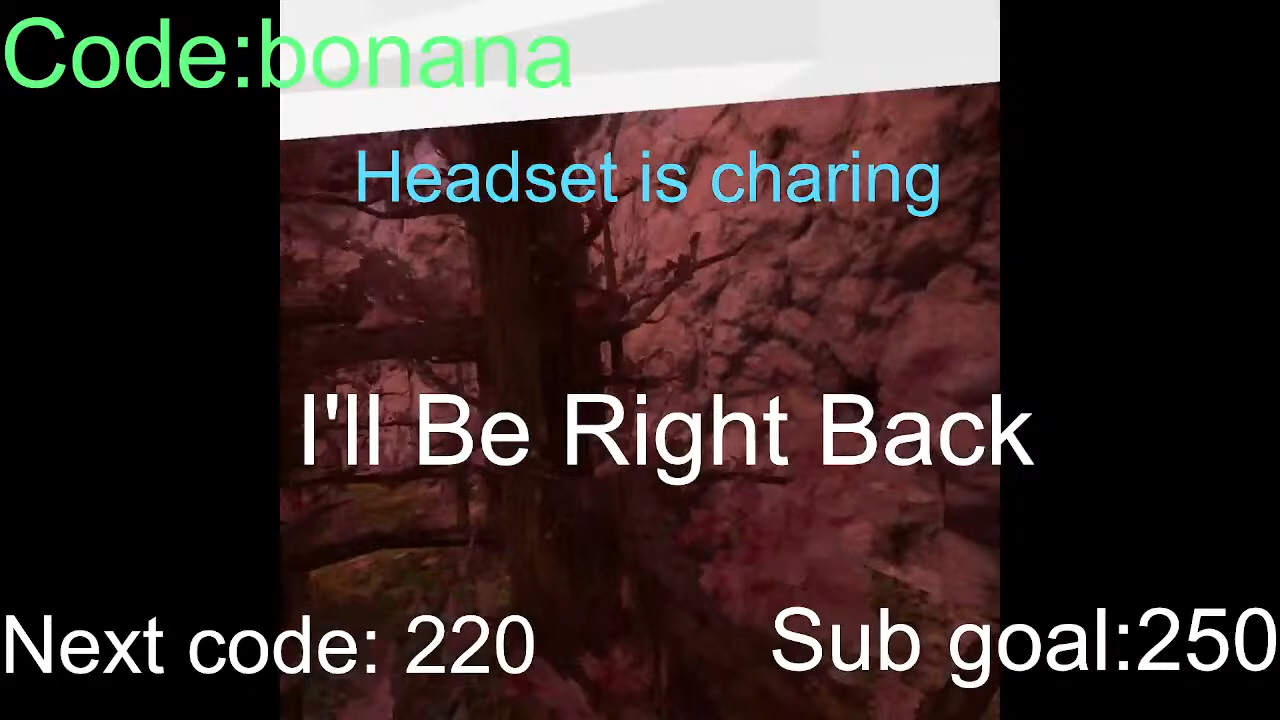 Code:bonana
Headset is charing
I'll Be Right Back
Next code: 220
Sub goal:250